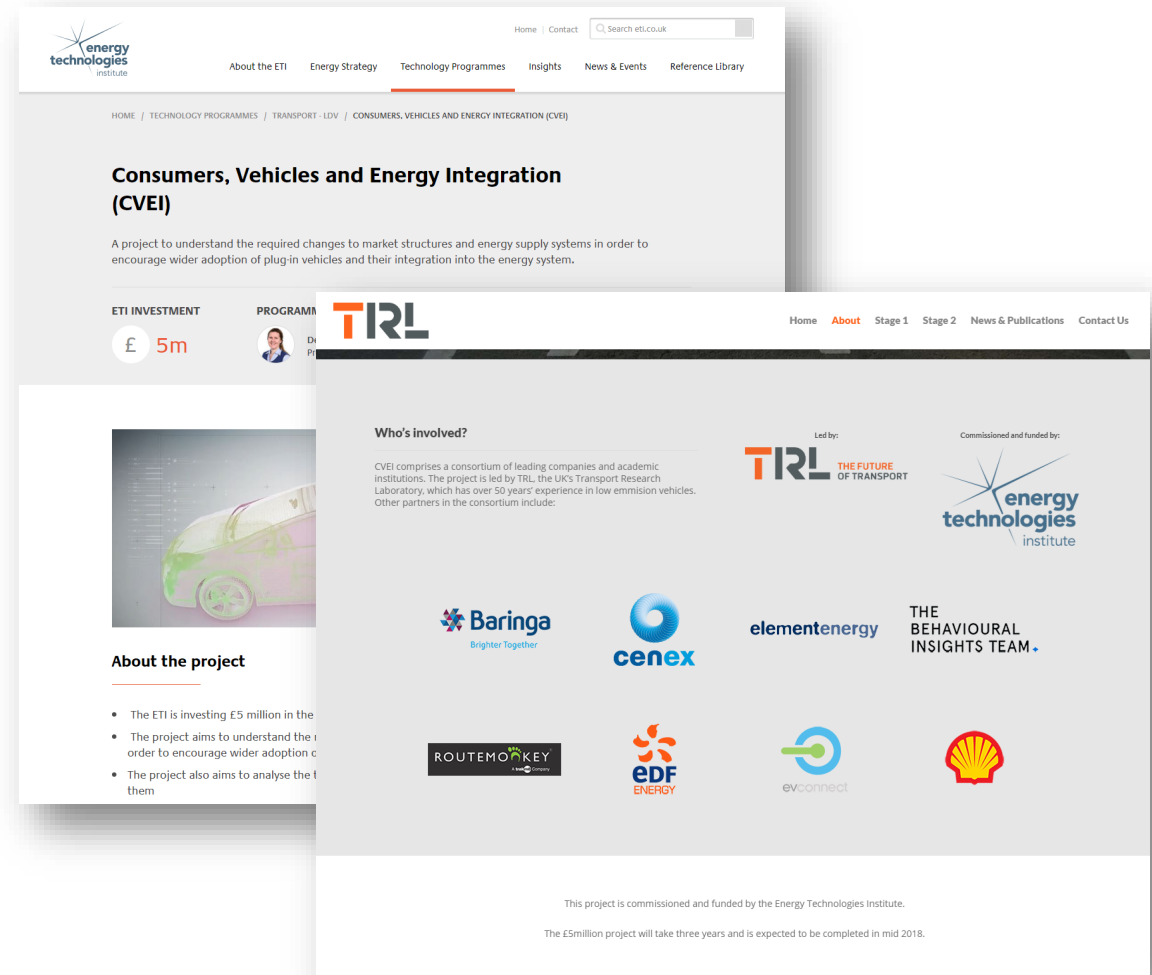 energy
technologies
institute
Home | Contact
Search eti.co.uk
About the ETI Energy Strategy Technology Programmes Insights News & Events Reference Library
HOME / TECHNOLOGY PROGRAMMES / TRANSPORT - LDV / CONSUMERS, VEHICLES AND ENERGY INTEGRATION (CVEI)
Consumers, Vehicles and Energy Integration
(CVEI)
A project to understand the required changes to market structures and energy supply systems in order to
encourage wider adoption of plug-in vehicles and their integration into the energy system.
ETI INVESTMENT
£ 5m
PROGRAMM
De
Pr
About the project
• The ETI is investing £5 million in the
• The project aims to understand the
order to encourage wider adoption o
• The project also aims to analyse the t
them
TRL
Home About Stage 1 Stage 2 News & Publications Contact Us
Who's involved?
CVEI comprises a consortium of leading companies and academic
institutions. The project is led by TRL, the UK's Transport Research
Laboratory, which has over 50 years' experience in low emmision vehicles.
Other partners in the consortium include:
Led by:
TRL THE FUTURE
OF TRANSPORT
Commissioned and funded by:
energy
technologies
institute
Baringa
Brighter Together
cenex
elementenergy
THE
BEHAVIOURAL
INSIGHTS TEAM
ROUTEMONKEY
A trakm8 Company
eDF
ENERGY
evconnect
This project is commissioned and funded by the Energy Technologies Institute.
The £5million project will take three years and is expected to be completed in mid 2018.